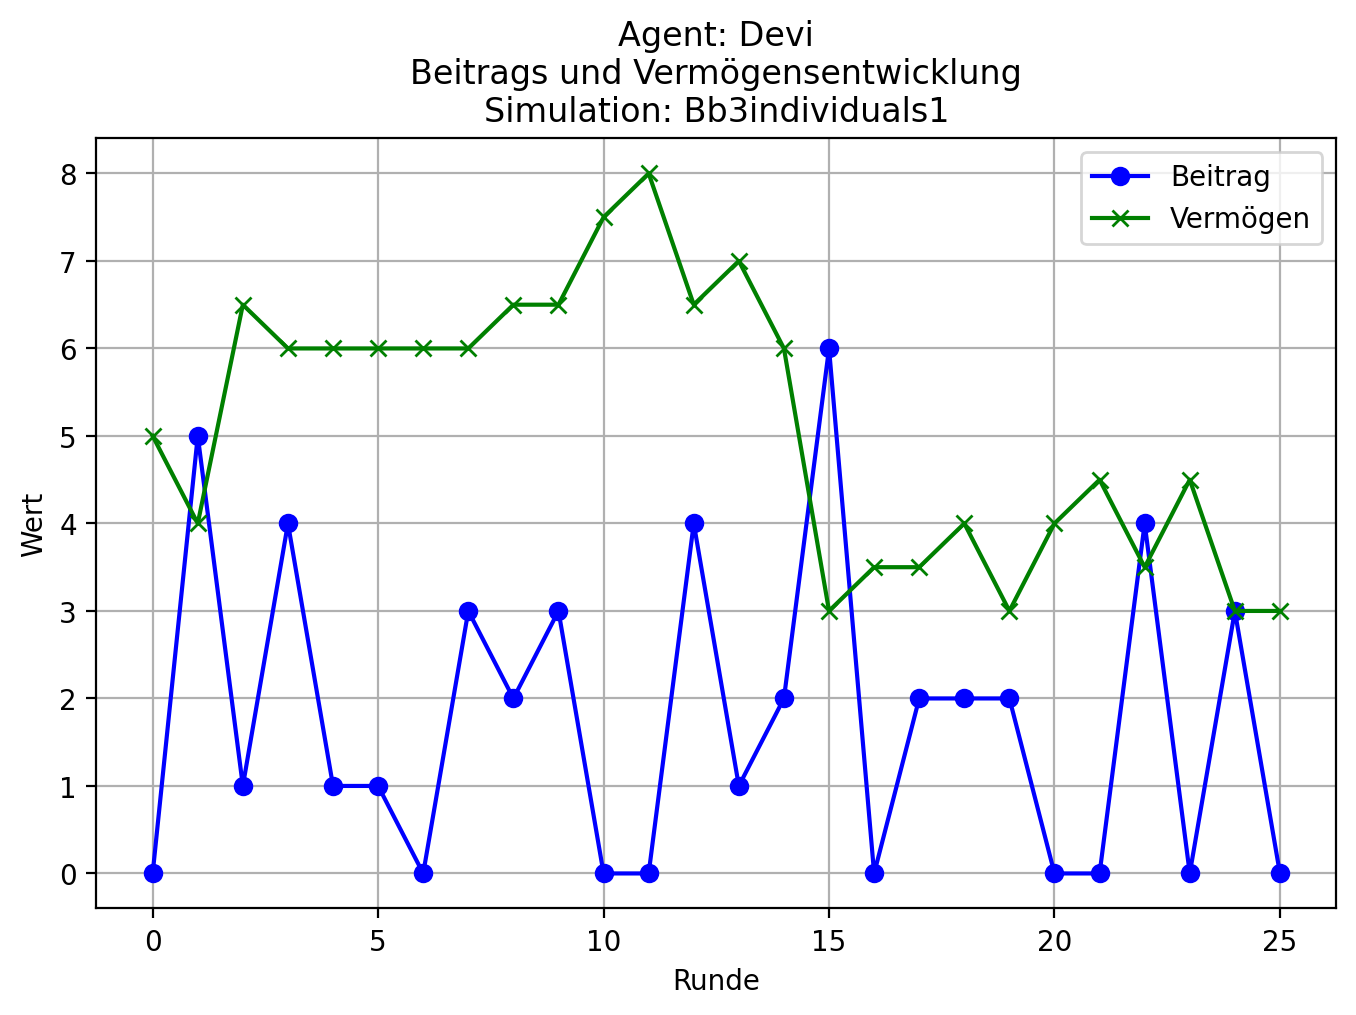 Agent: Devi
Beitrags und Vermögensentwicklung
Simulation: Bb3individuals1
Beitrag
Vermögen
8
7
6
5
4
3
2
1
0
Wert
0 5 10 15 20 25
Runde